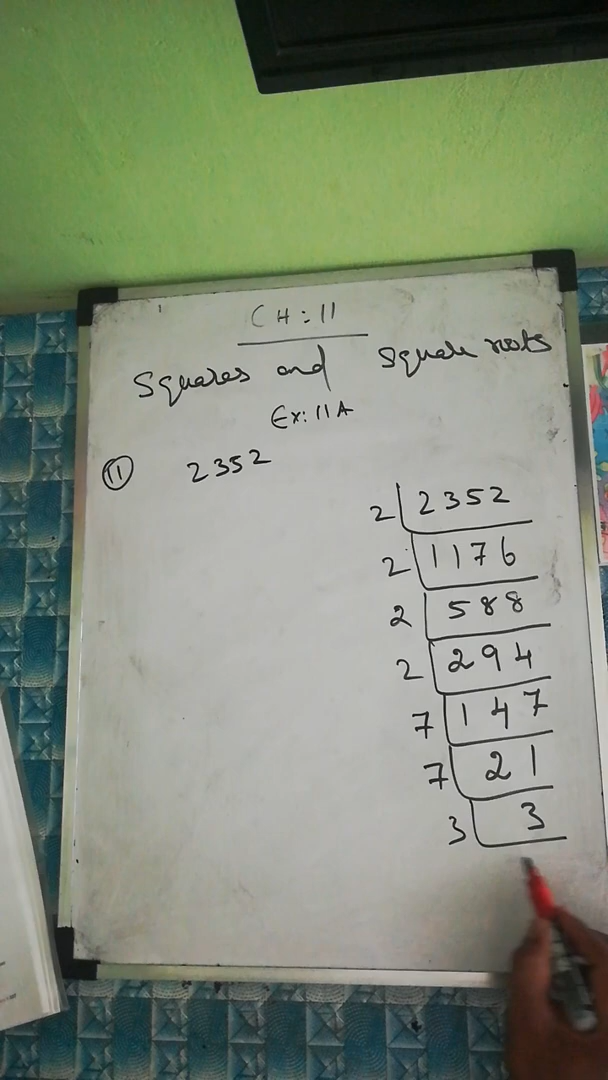 CH: 11
Squares and Square roots
Ex: 11A
11 2352
2 2352
2 1176
2 588
2 294
7 147
7 21
3 3